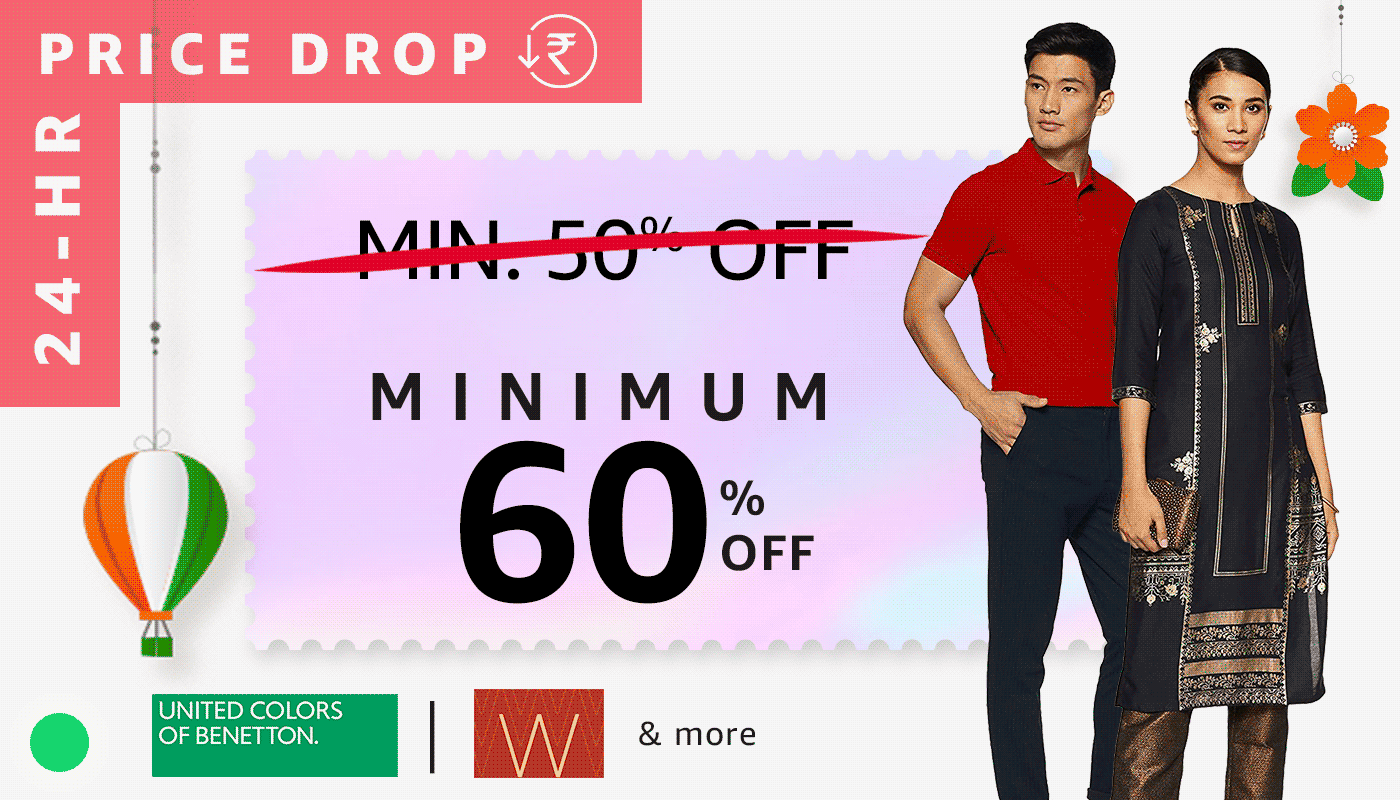 PRICE DROP ₹
24-HR
MIN. 50% OFF
MINIMUM
60% OFF
UNITED COLORS
OF BENETTON.
W
& more